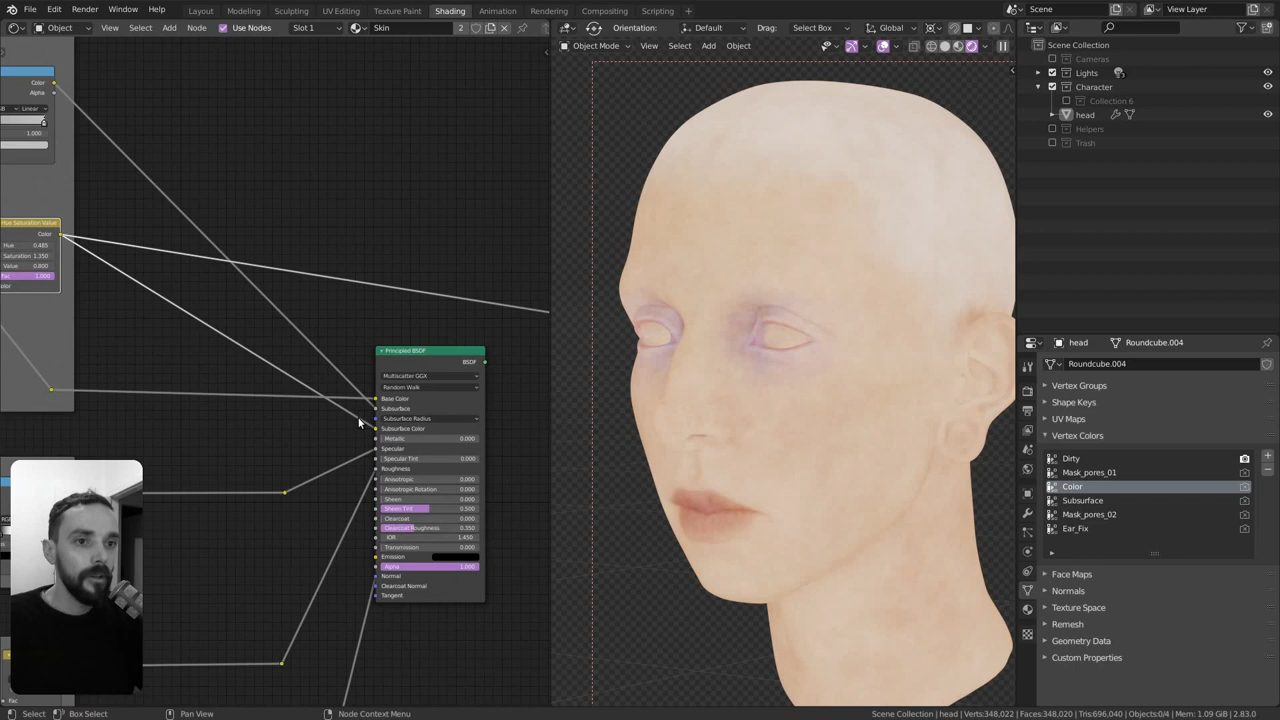 File Edit Render Window Help
Layout Modeling Sculpting UV Editing Texture Paint Shading Animation Rendering Compositing Scripting +
Scene View Layer
Object View Select Add Node Use Nodes Slot 1 Skin 2
Orientation: Default Drag: Select Box Global
Object Mode View Select Add Object
Color
Alpha
Linear
1.000
Hue Saturation Value
Color
Hue 0.485
Saturation 1.350
Value 0.800
Fac 1.000
Principled BSDF
BSDF
Multiscatter GGX
Random Walk
Base Color
Subsurface
Subsurface Radius
Subsurface Color
Metallic 0.000
Specular
Specular Tint 0.000
Roughness
Anisotropic 0.000
Anisotropic Rotation 0.000
Sheen 0.000
Sheen Tint 0.500
Clearcoat 0.000
Clearcoat Roughness 0.350
IOR 1.450
Transmission 0.000
Emission
Alpha 1.000
Normal
Clearcoat Normal
Tangent
Fac
Scene Collection
Cameras
Lights 3
Character
Collection 6
head
Helpers
Trash
head Roundcube.004
Roundcube.004
Vertex Groups
Shape Keys
UV Maps
Vertex Colors
Dirty
Mask_pores_01
Color
Subsurface
Mask_pores_02
Ear_Fix
Face Maps
Normals
Texture Space
Remesh
Geometry Data
Custom Properties
Select Box Select Pan View Node Context Menu
Scene Collection | head | Verts:348,022 | Faces:348,020 | Tris:696,040 | Objects:0/4 | Mem: 1.09 GiB | 2.83.0